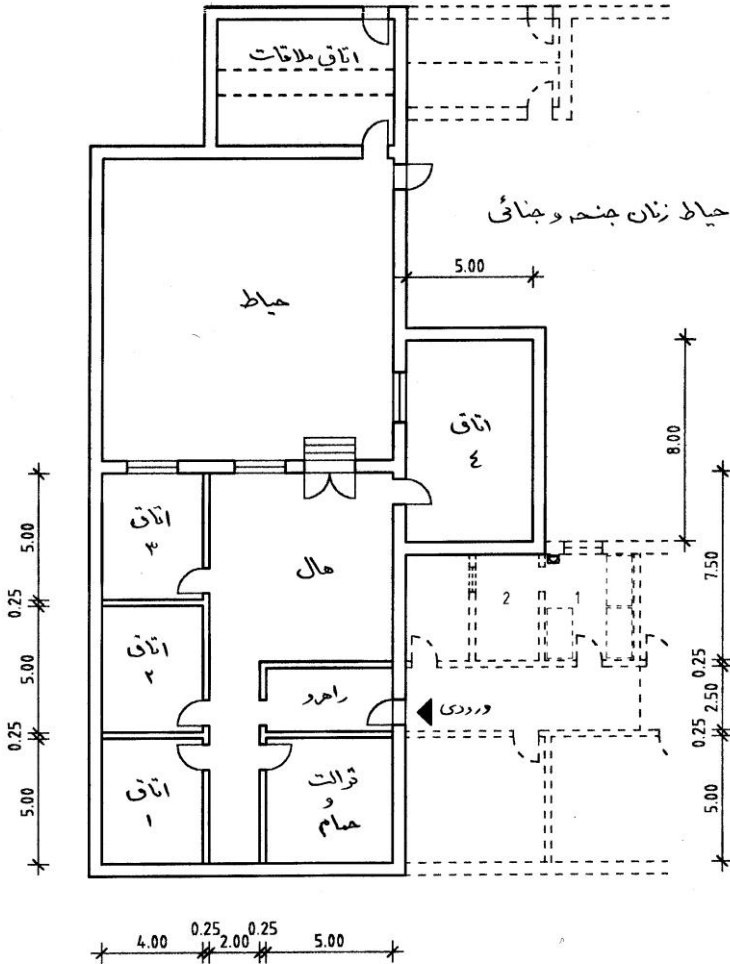 اتاق ملاقات
حیاط زنان جنحه و جنائی
5.00
حیاط
اتاق
٤
8.00
7.50
اتاق
٣
5.00
هال
2
1
0.25
اتاق
٢
5.00
راهرو
ورودی
0.25
2.50
0.25
0.25
اتاق
١
5.00
توالت
و
حمام
5.00
4.00
0.25
2.00
0.25
5.00